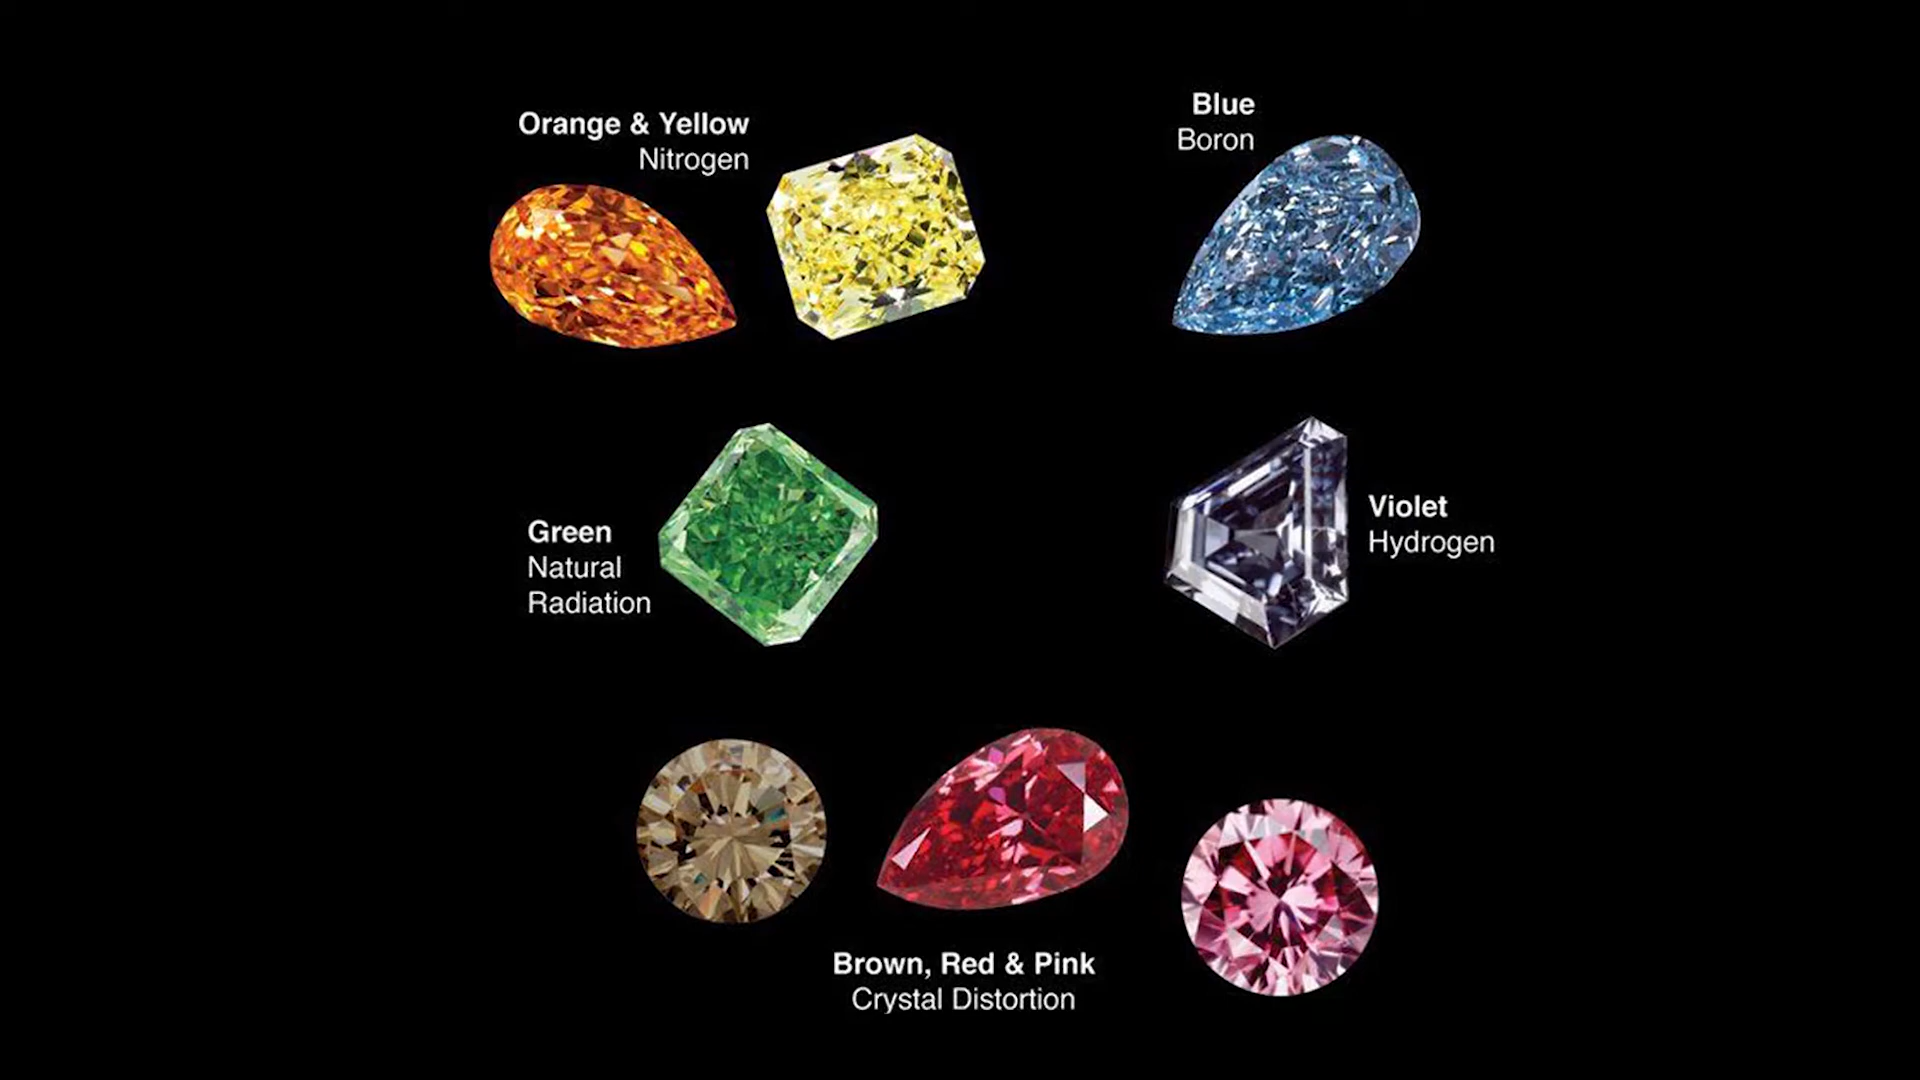 Orange & Yellow
Nitrogen
Blue
Boron
Green
Natural
Radiation
Violet
Hydrogen
Brown, Red & Pink
Crystal Distortion